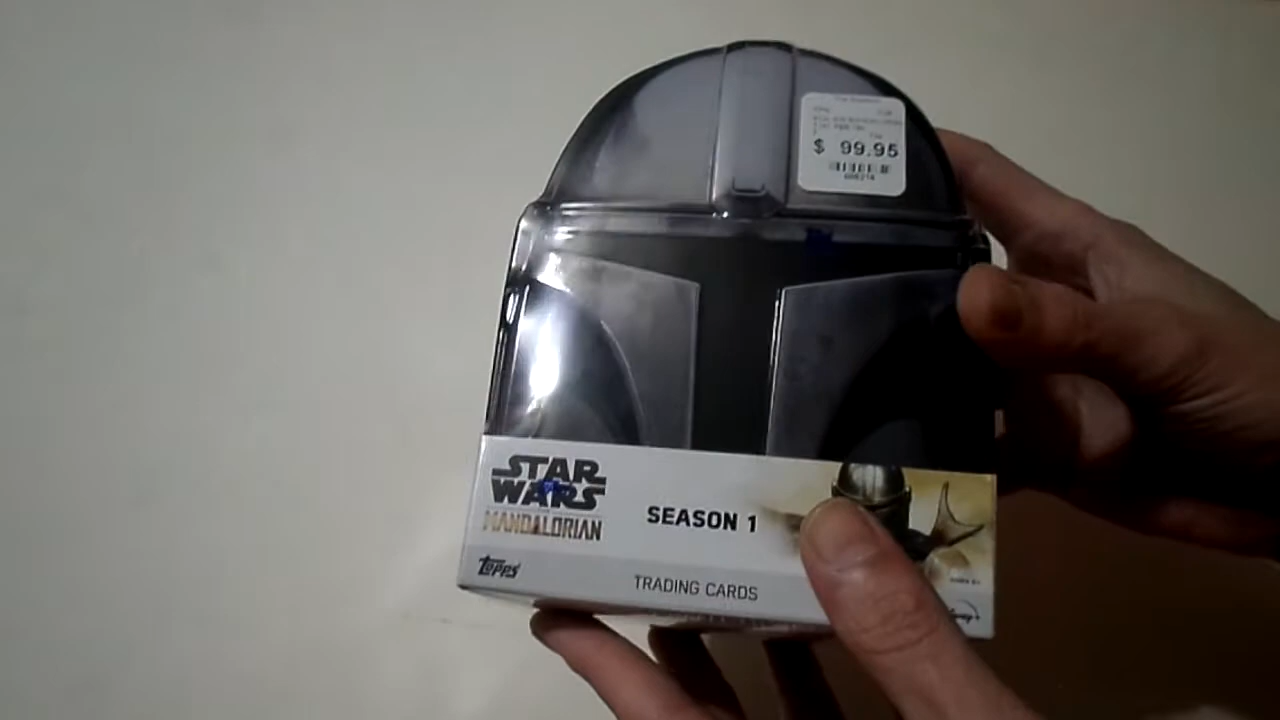 $ 99.95
STAR
WARS
MANDALORIAN
SEASON 1
topps
TRADING CARDS